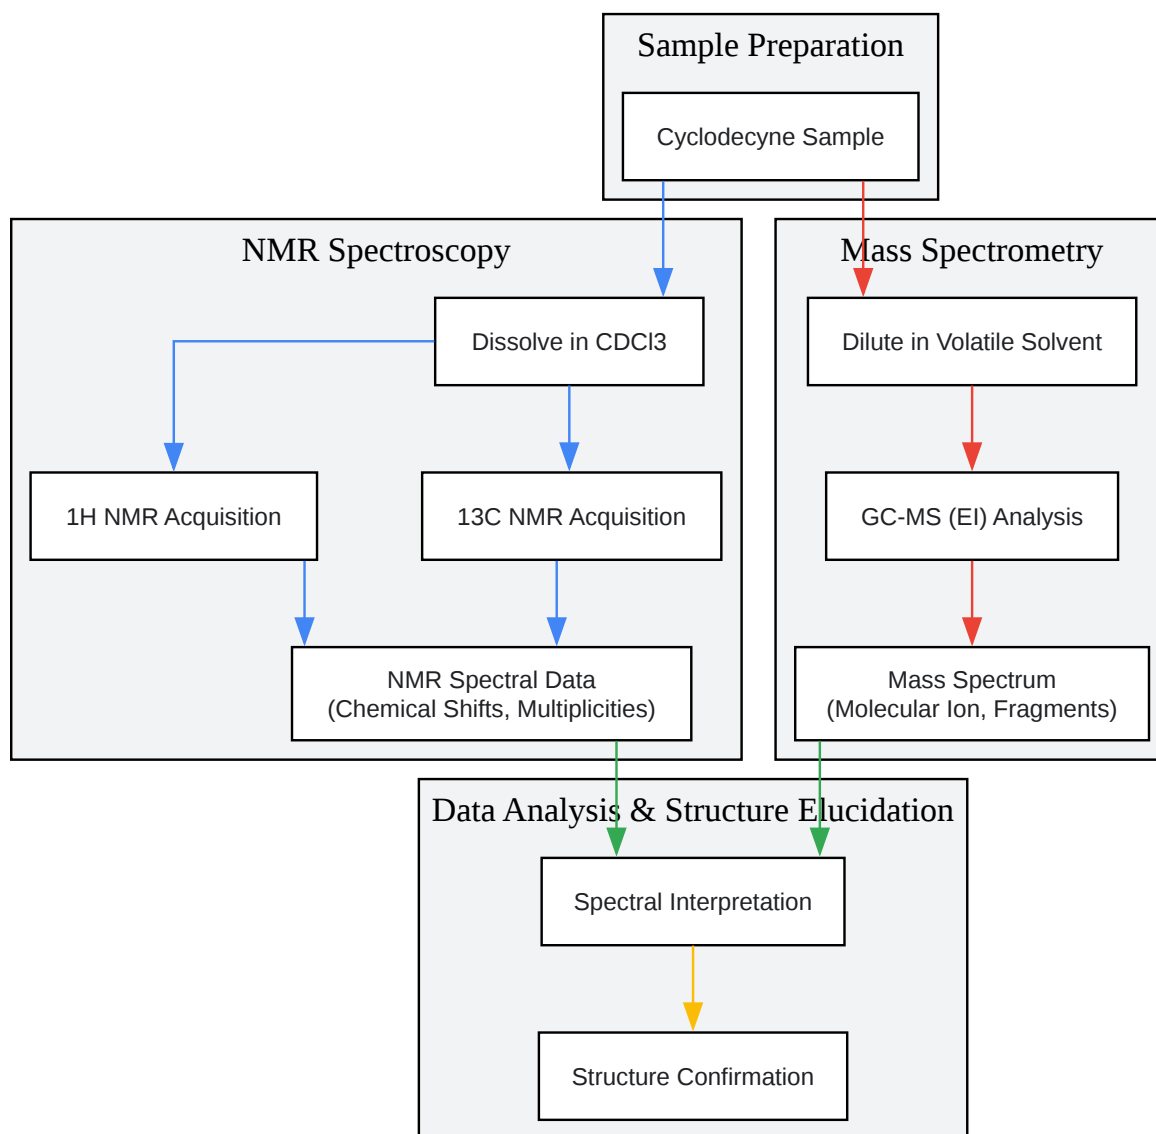 Sample Preparation
Cyclodecyne Sample
NMR Spectroscopy
Mass Spectrometry
Dissolve in CDCl3
Dilute in Volatile Solvent
1H NMR Acquisition
13C NMR Acquisition
GC-MS (EI) Analysis
NMR Spectral Data
(Chemical Shifts, Multiplicities)
Mass Spectrum
(Molecular Ion, Fragments)
Data Analysis & Structure Elucidation
Spectral Interpretation
Structure Confirmation